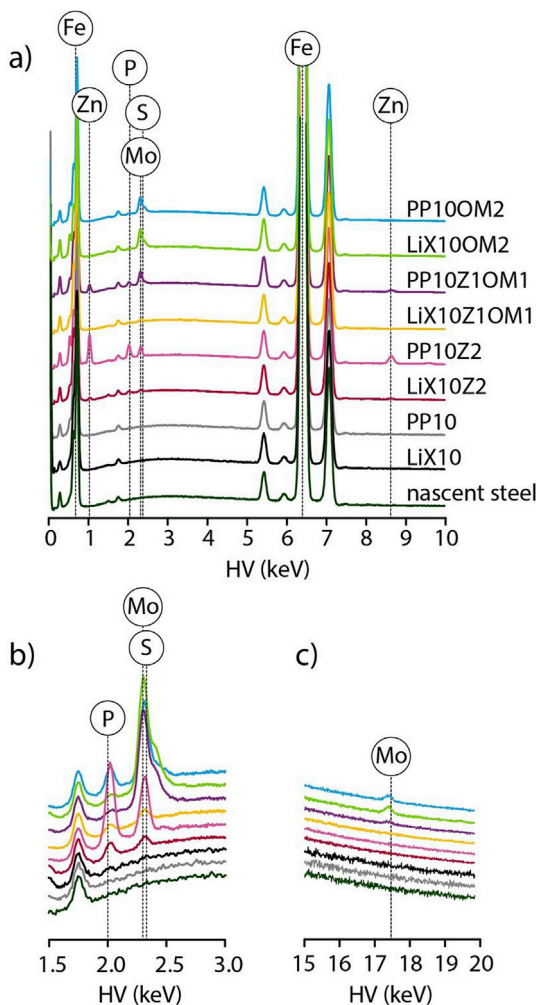 a)
Fe
P
Fe
Zn
S
Zn
Mo
PP10OM2
LiX10OM2
PP10Z1OM1
LiX10Z1OM1
PP10Z2
LiX10Z2
PP10
LiX10
nascent steel
0 1 2 3 4 5 6 7 8 9 10
HV (keV)
b)
Mo
S
P
1.5 2.0 2.5 3.0
HV (keV)
c)
Mo
15 16 17 18 19 20
HV (keV)